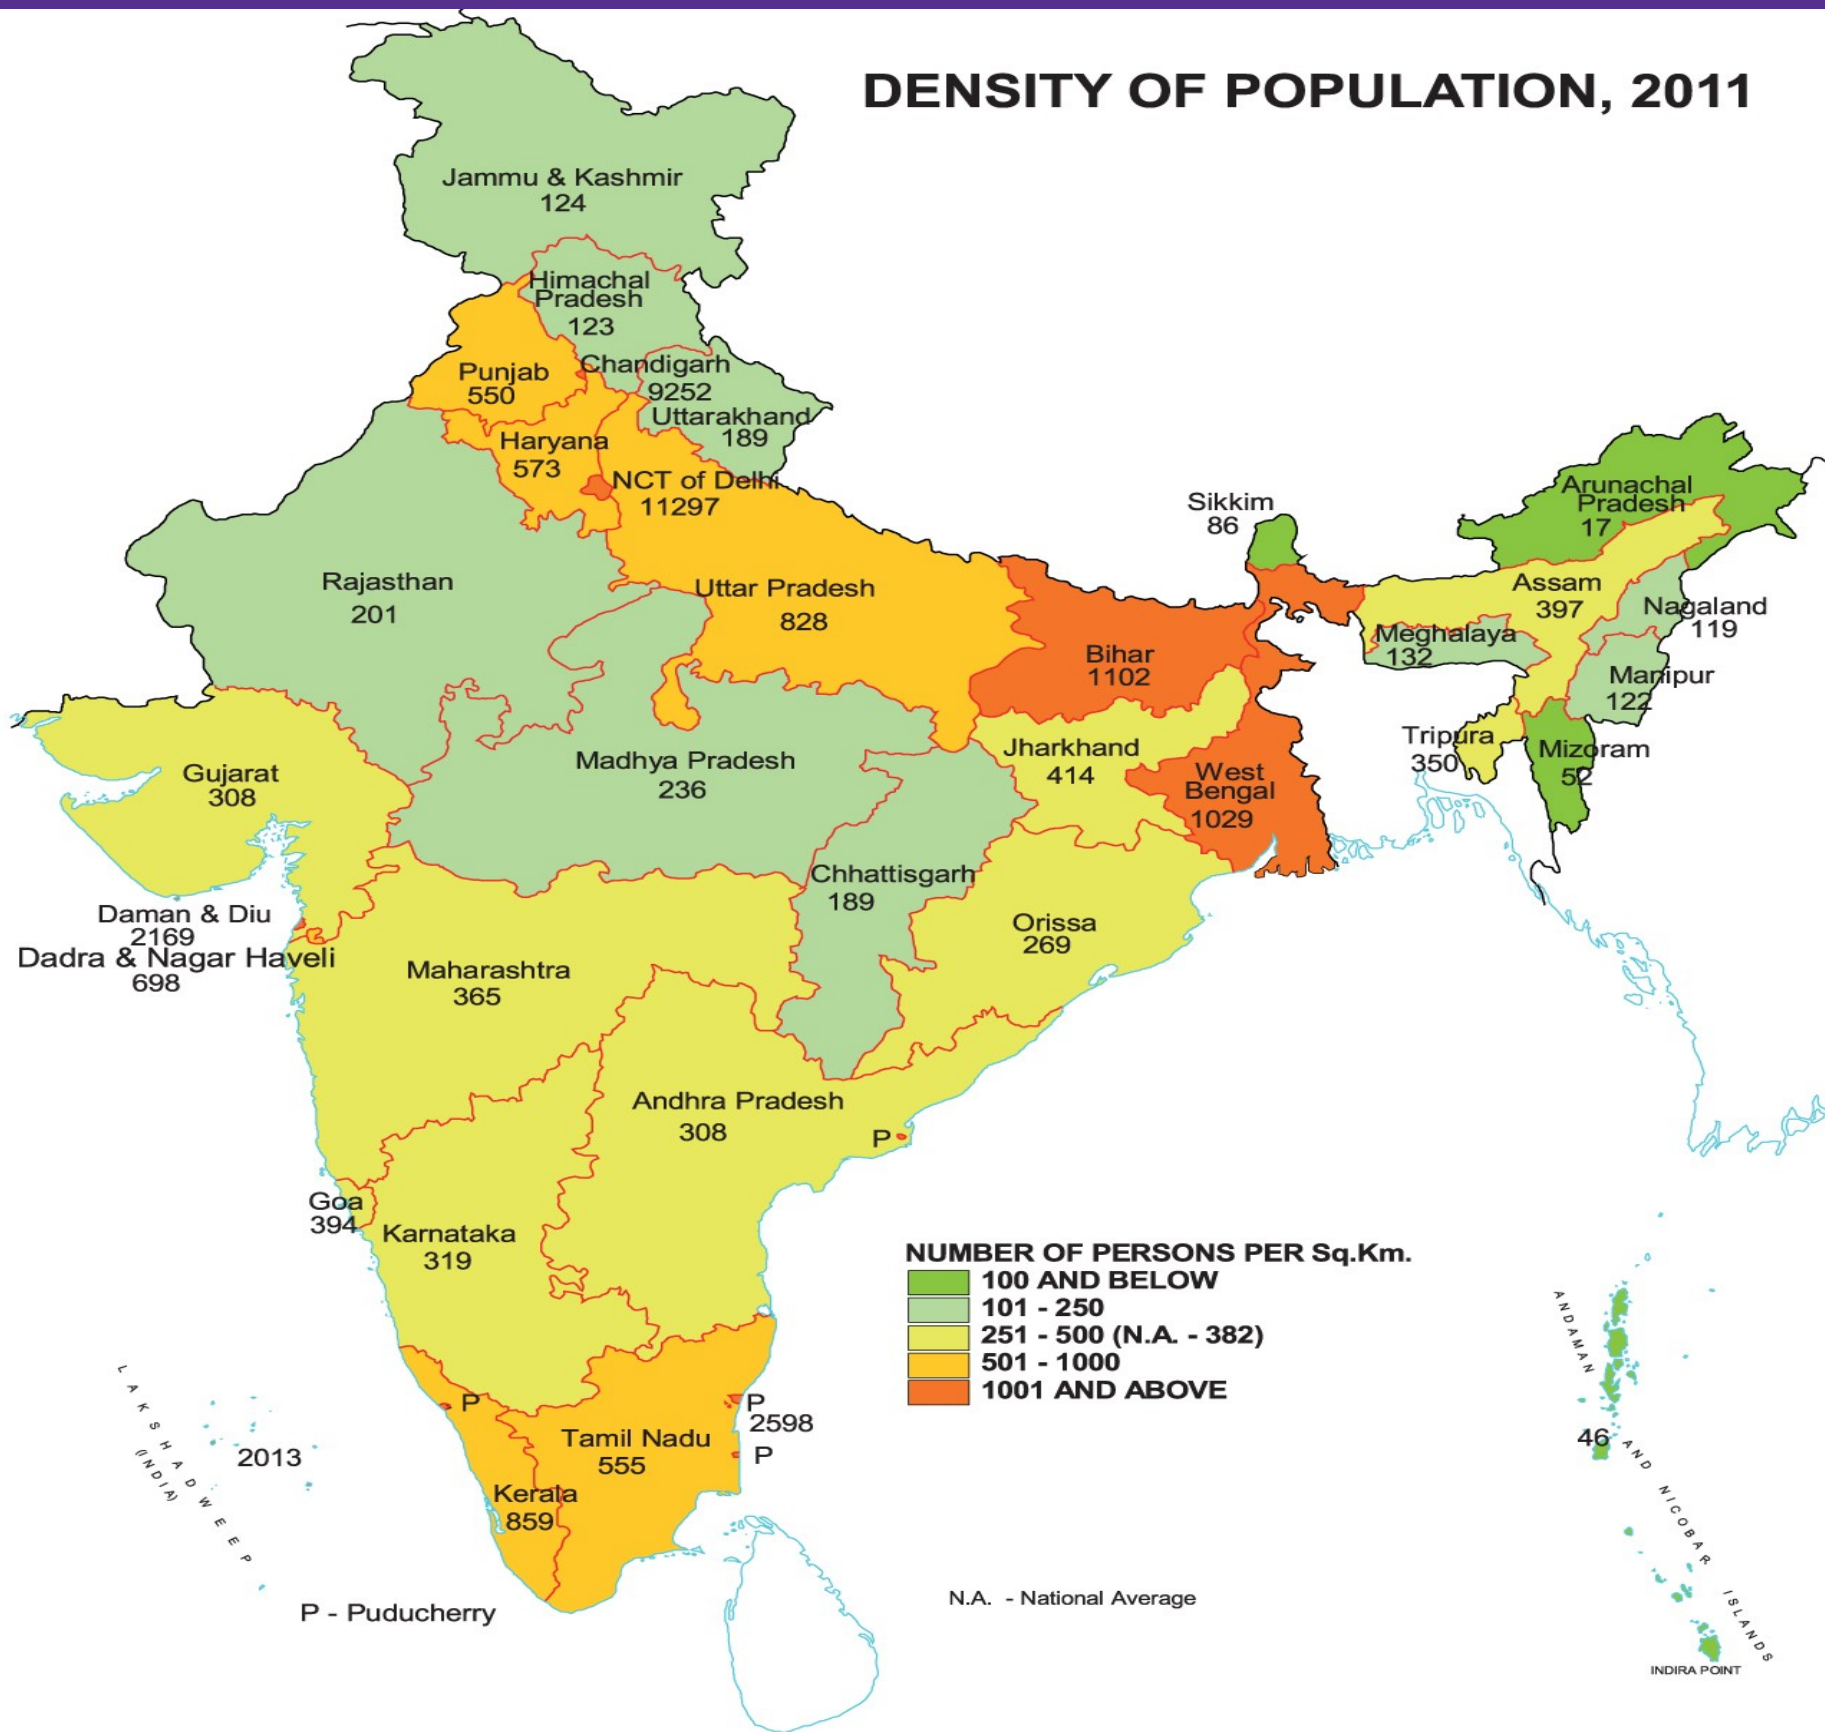 DENSITY OF POPULATION, 2011
Jammu & Kashmir
124
Himachal
Pradesh
123
Chandigarh
9252
Punjab
550
Uttarakhand
189
Haryana
573
NCT of Delhi
11297
Sikkim
86
Arunachal
Pradesh
17
Rajasthan
201
Uttar Pradesh
828
Assam
397
Nagaland
119
Meghalaya
132
Bihar
1102
Manipur
122
Tripura
350
Mizoram
52
Gujarat
308
Madhya Pradesh
236
Jharkhand
414
West
Bengal
1029
Chhattisgarh
189
Daman & Diu
2169
Dadra & Nagar Haveli
698
Orissa
269
Maharashtra
365
Andhra Pradesh
308
P
Goa
394
Karnataka
319
NUMBER OF PERSONS PER Sq.Km.
100 AND BELOW
101 - 250
251 - 500 (N.A. - 382)
501 - 1000
1001 AND ABOVE
P
P
2598
P
Tamil Nadu
555
Kerala
859
LAKSHADWEEP
(INDIA)
2013
ANDAMAN AND NICOBAR ISLANDS
46
INDIRA POINT
P - Puducherry
N.A. - National Average